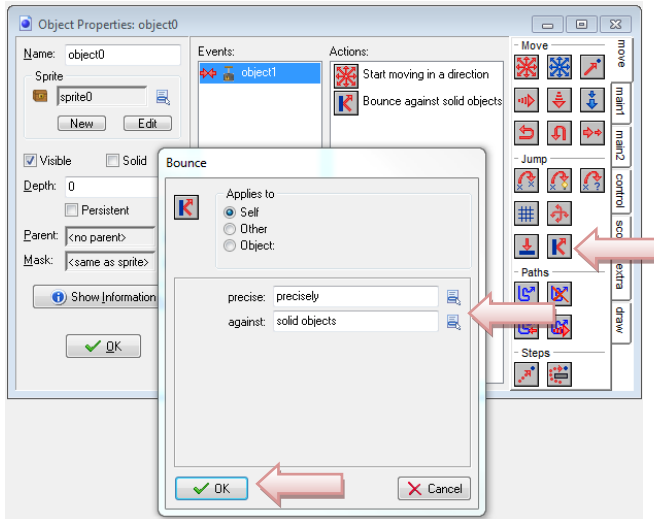 Object Properties: object0
Name: object0
Sprite
sprite0
New Edit
Visible Solid
Depth: 0
Persistent
Parent: <no parent>
Mask: <same as sprite>
Show Information
OK
Events:
object1
Actions:
Start moving in a direction
Bounce against solid objects
Move
Jump
Paths
Steps
move
main1
main2
control
sco
extra
draw
Bounce
Applies to
Self
Other
Object:
precise: precisely
against: solid objects
OK Cancel